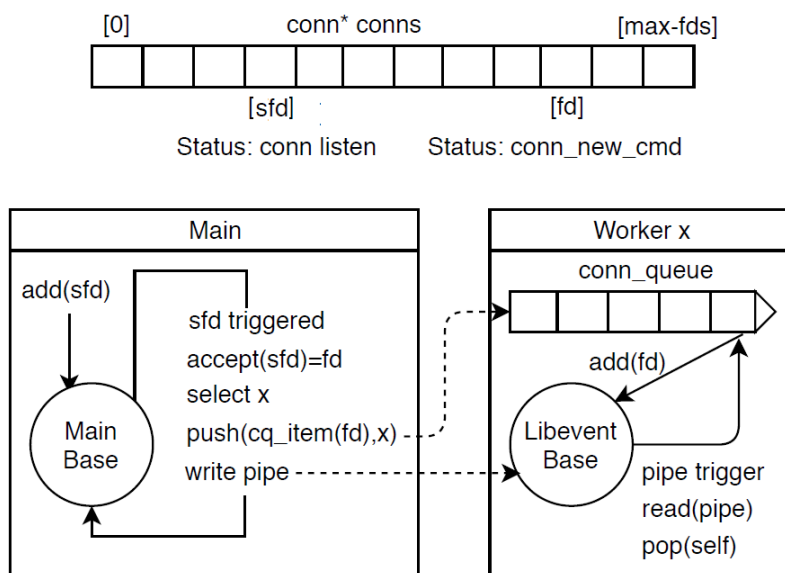 [0]
conn* conns
[max-fds]
[sfd]
[fd]
Status: conn listen
Status: conn_new_cmd
Main
add(sfd)
sfd triggered
accept(sfd)=fd
select x
push(cq_item(fd),x)
write pipe
Main
Base
Worker x
conn_queue
add(fd)
Libevent
Base
pipe trigger
read(pipe)
pop(self)